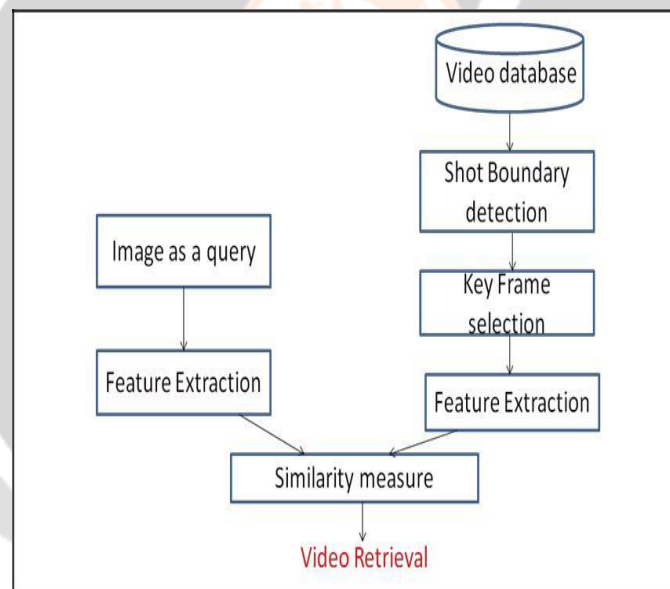 Video database
Shot Boundary
detection
Image as a query
Key Frame
selection
Feature Extraction
Feature Extraction
Similarity measure
Video Retrieval